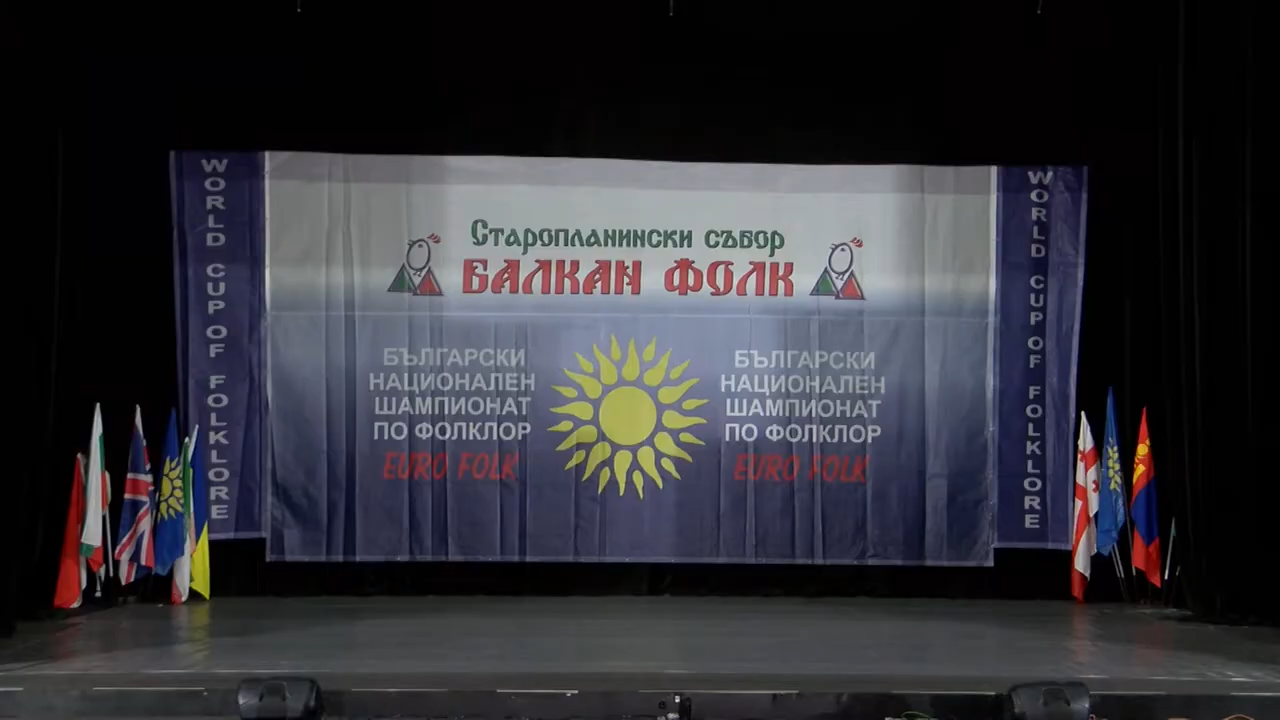 WORLD CUP OF FOLKLORE
Старопланински събор
БАЛКАН ФОЛК
БЪЛГАРСКИ
НАЦИОНАЛЕН
ШАМПИОНАТ
ПО ФОЛКЛОР
EURO FOLK
БЪЛГАРСКИ
НАЦИОНАЛЕН
ШАМПИОНАТ
ПО ФОЛКЛОР
EURO FOLK
WORLD CUP OF FOLKLORE